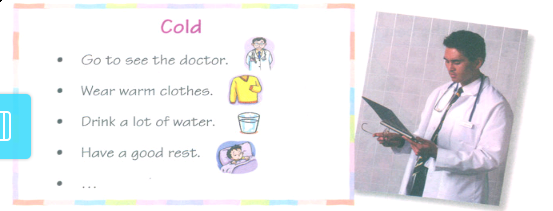 Cold
• Go to see the doctor.
• Wear warm clothes.
• Drink a lot of water.
• Have a good rest.
• ...